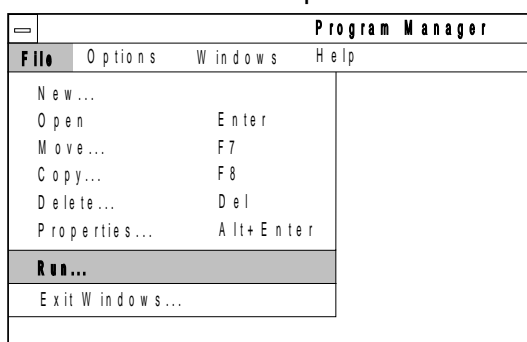 Program Manager
File Options Windows Help
New...
Open Enter
Move... F7
Copy... F8
Delete... Del
Properties... Alt+Enter
Run...
Exit Windows...